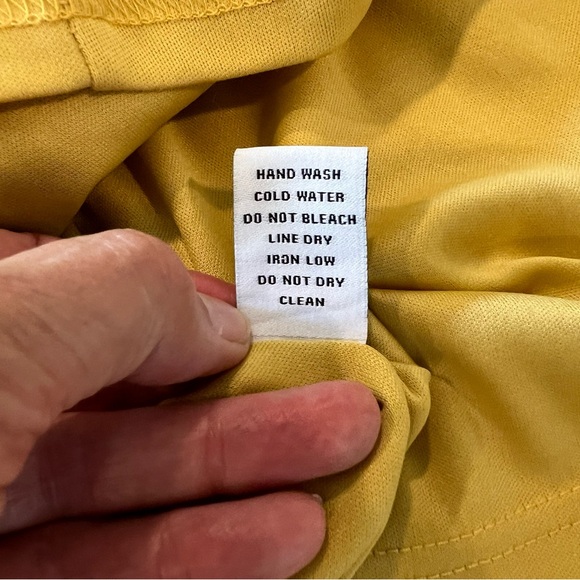 HAND WASH
COLD WATER
DO NOT BLEACH
LINE DRY
IRON LOW
DO NOT DRY
CLEAN